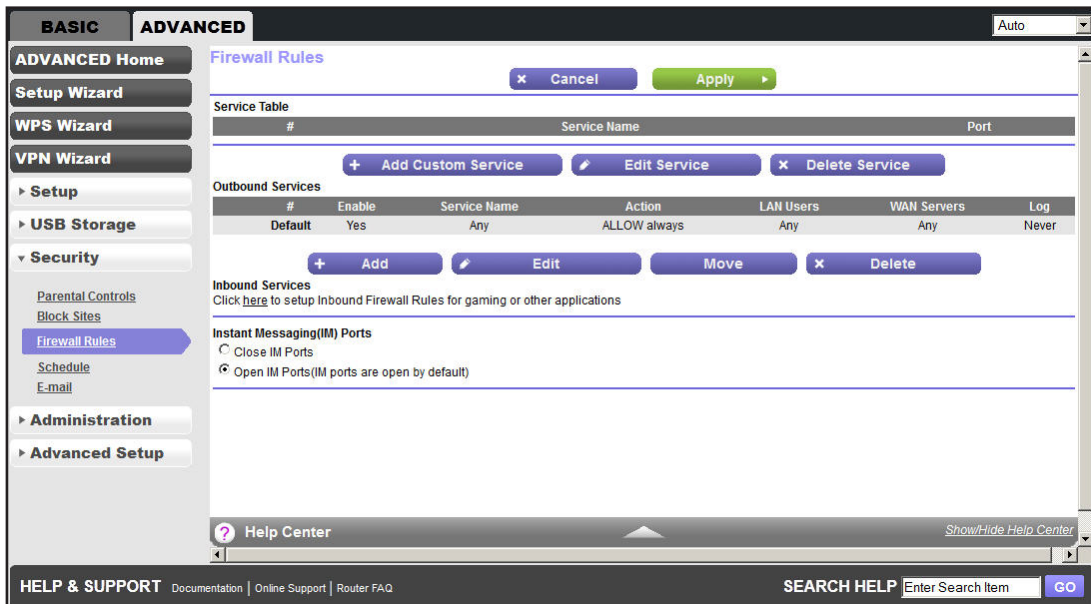 BASIC ADVANCED Auto
ADVANCED Home
Setup Wizard
WPS Wizard
VPN Wizard
Setup
USB Storage
Security
Parental Controls
Block Sites
Firewall Rules
Schedule
E-mail
Administration
Advanced Setup
Firewall Rules
Cancel Apply
Service Table
# Service Name Port
Add Custom Service Edit Service Delete Service
Outbound Services
# Enable Service Name Action LAN Users WAN Servers Log
Default Yes Any ALLOW always Any Any Never
Add Edit Move Delete
Inbound Services
Click here to setup Inbound Firewall Rules for gaming or other applications
Instant Messaging(IM) Ports
Close IM Ports
Open IM Ports(IM ports are open by default)
? Help Center Show/Hide Help Center
HELP & SUPPORT Documentation | Online Support | Router FAQ SEARCH HELP Enter Search Item GO